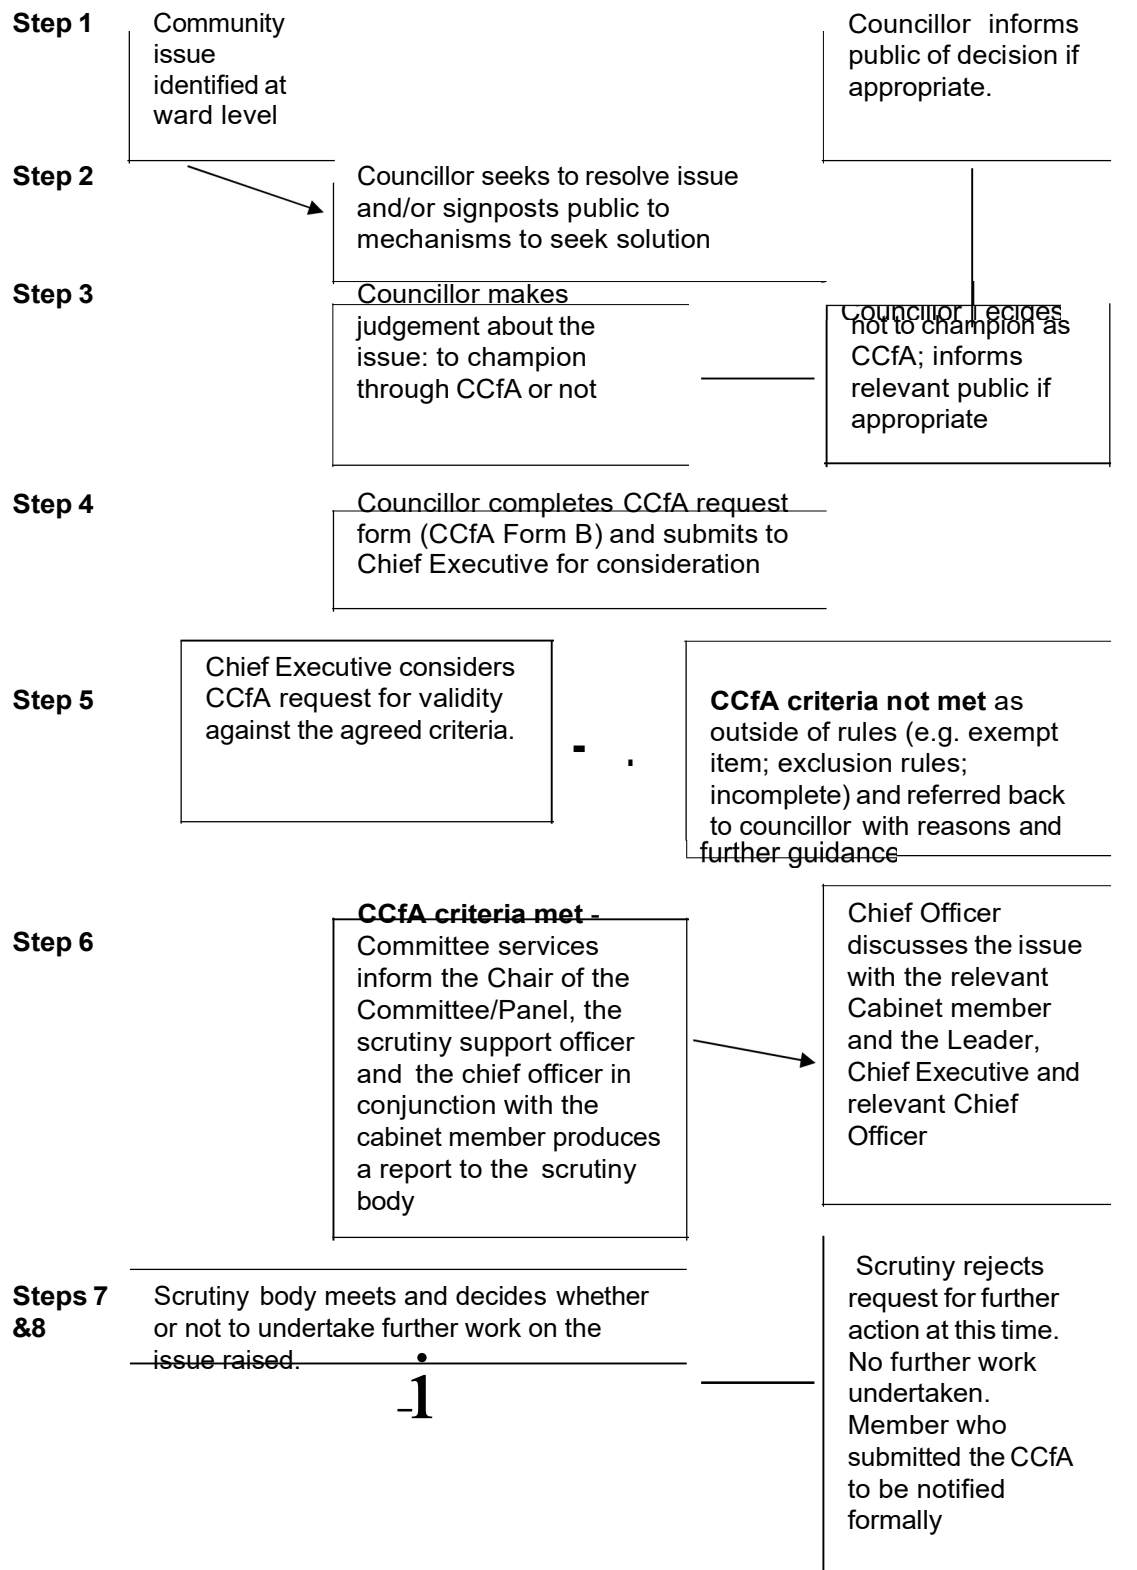 Step 1
Community
issue
identified at
ward level
Councillor informs
public of decision if
appropriate.
Step 2
Councillor seeks to resolve issue
and/or signposts public to
mechanisms to seek solution
Step 3
Councillor makes
judgement about the
issue: to champion
through CCfA or not
Councillor ecides
not to champion as
CCfA; informs
relevant public if
appropriate
Step 4
Councillor completes CCfA request
form (CCfA Form B) and submits to
Chief Executive for consideration
Step 5
Chief Executive considers
CCfA request for validity
against the agreed criteria.
- .
CCfA criteria not met as
outside of rules (e.g. exempt
item; exclusion rules;
incomplete) and referred back
to councillor with reasons and
further guidance
Step 6
CCfA criteria met -
Committee services
inform the Chair of the
Committee/Panel, the
scrutiny support officer
and the chief officer in
conjunction with the
cabinet member produces
a report to the scrutiny
body
Chief Officer
discusses the issue
with the relevant
Cabinet member
and the Leader,
Chief Executive and
relevant Chief
Officer
Steps 7
&8
Scrutiny body meets and decides whether
or not to undertake further work on the
issue raised.
i
Scrutiny rejects
request for further
action at this time.
No further work
undertaken.
Member who
submitted the CCfA
to be notified
formally